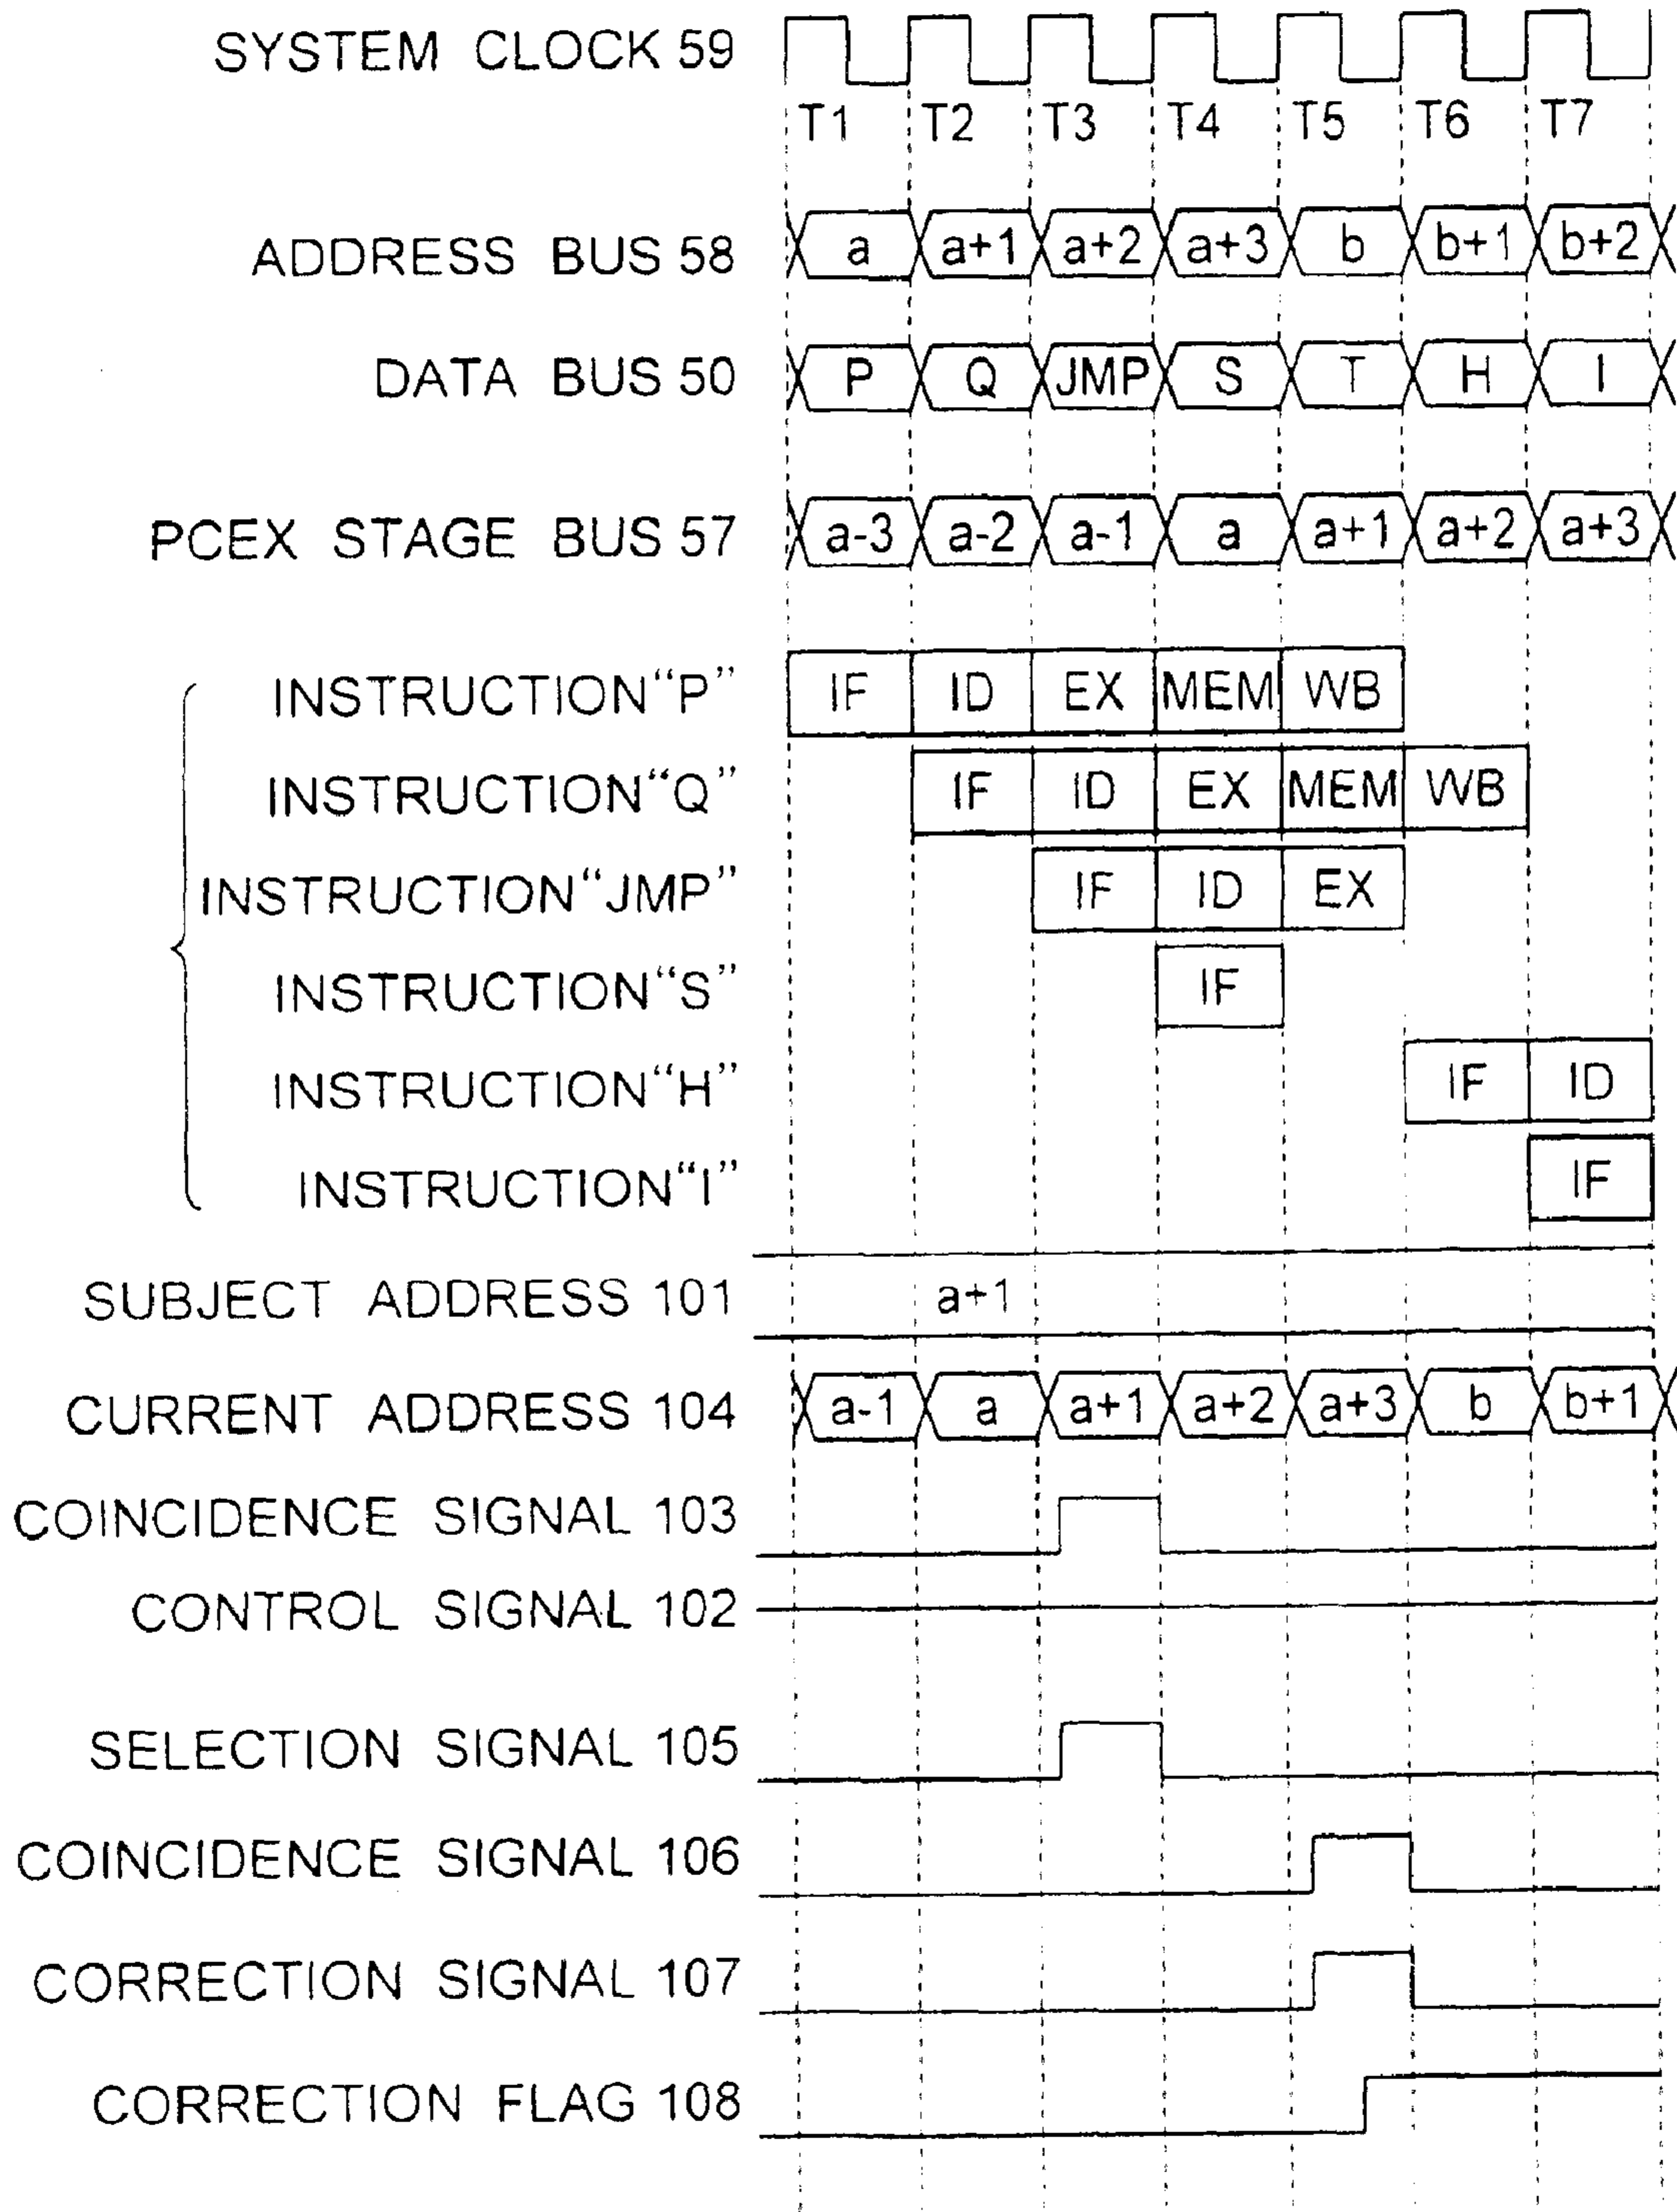 SYSTEM CLOCK 59
T1 T2 T3 T4 T5 T6 T7
ADDRESS BUS 58 a a+1 a+2 a+3 b b+1 b+2
DATA BUS 50 P Q JMP S T H I
PCEX STAGE BUS 57 a-3 a-2 a-1 a a+1 a+2 a+3
INSTRUCTION“P” IF ID EX MEM WB
INSTRUCTION“Q” IF ID EX MEM WB
INSTRUCTION“JMP” IF ID EX
INSTRUCTION“S” IF
INSTRUCTION“H” IF ID
INSTRUCTION“I” IF
SUBJECT ADDRESS 101 a+1
CURRENT ADDRESS 104 a-1 a a+1 a+2 a+3 b b+1
COINCIDENCE SIGNAL 103
CONTROL SIGNAL 102
SELECTION SIGNAL 105
COINCIDENCE SIGNAL 106
CORRECTION SIGNAL 107
CORRECTION FLAG 108